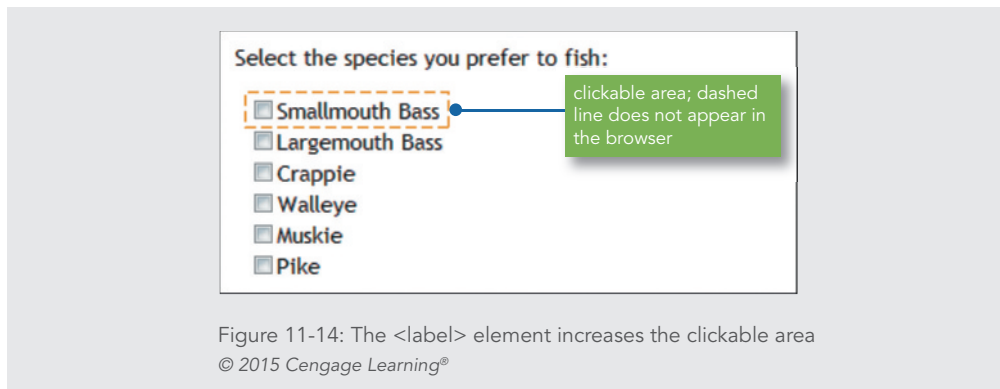 Select the species you prefer to fish:
Smallmouth Bass
clickable area; dashed
line does not appear in
the browser
Largemouth Bass
Crappie
Walleye
Muskie
Pike
Figure 11-14: The <label> element increases the clickable area
© 2015 Cengage Learning®